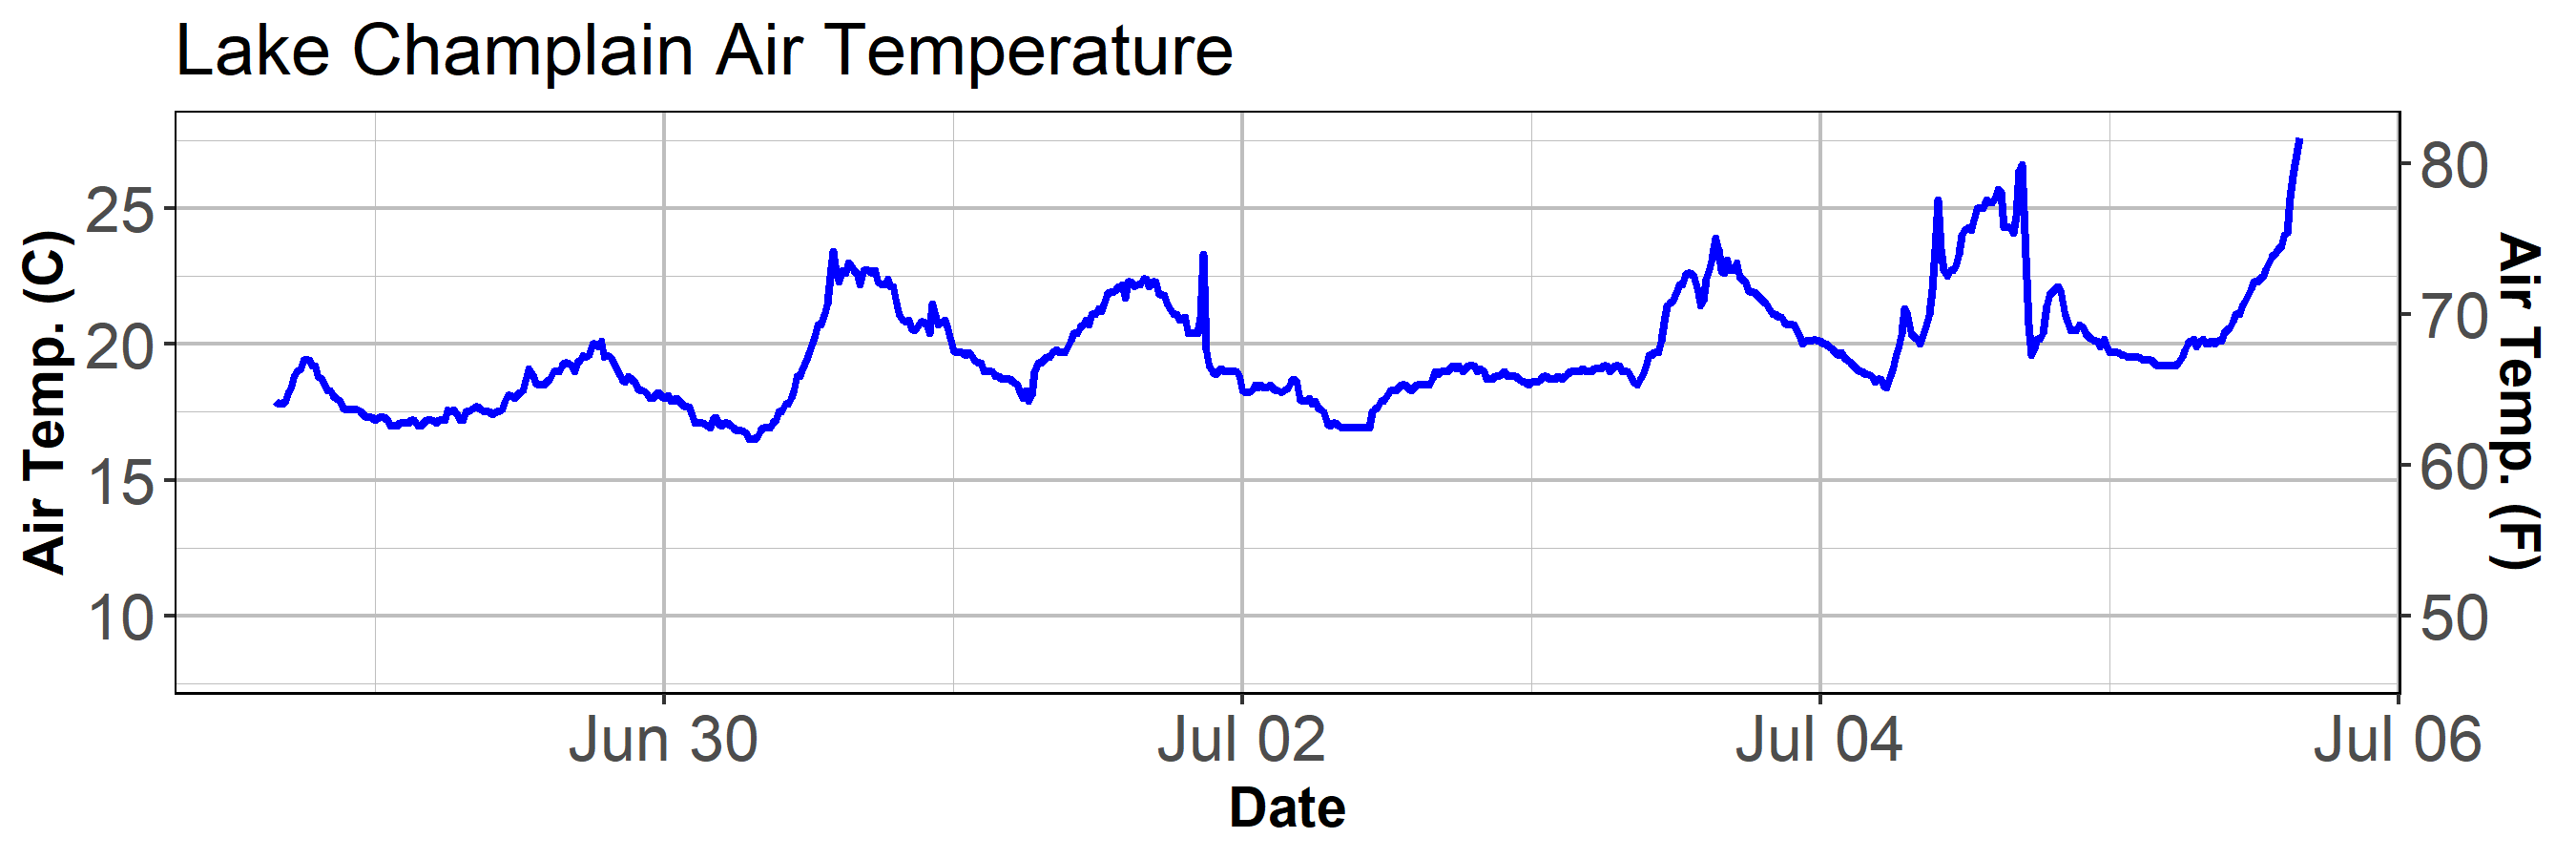 Lake Champlain Air Temperature
Air Temp. (C)
25
20
15
10
80
70
60
50
Air Temp. (F)
Jun 30
Jul 02
Jul 04
Jul 06
Date